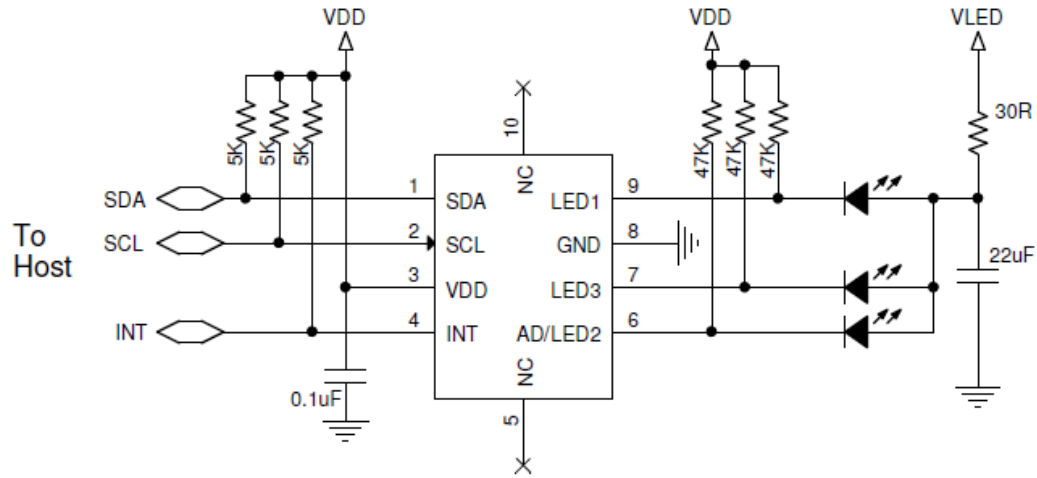 VDD
VDD
VLED
30R
5K
5K
5K
10
NC
47K
47K
47K
SDA
1
SDA
LED1
9
To
Host
SCL
2
SCL
GND
8
22uF
3
VDD
LED3
7
INT
4
INT
AD/LED2
6
0.1uF
NC
5